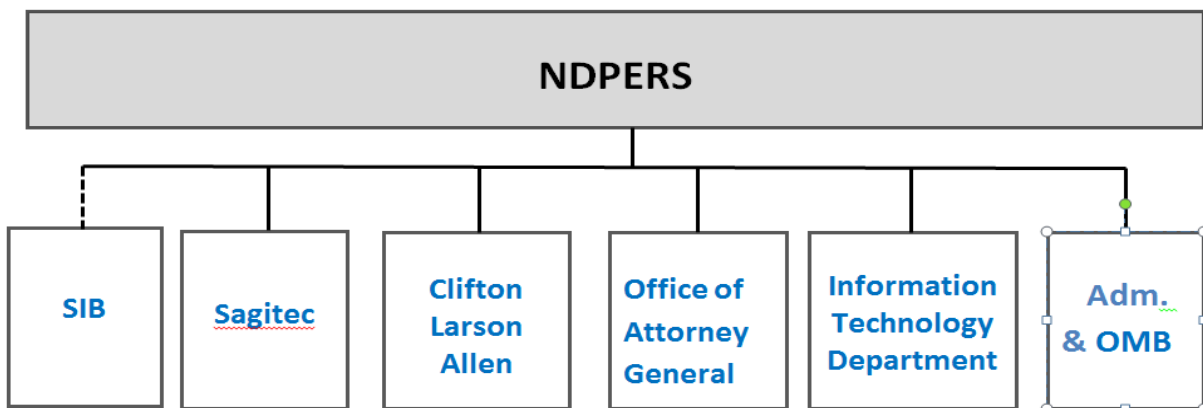 NDPERS
SIB
Sagitec
Clifton
Larson
Allen
Office of
Attorney
General
Information
Technology
Department
Adm.
& OMB